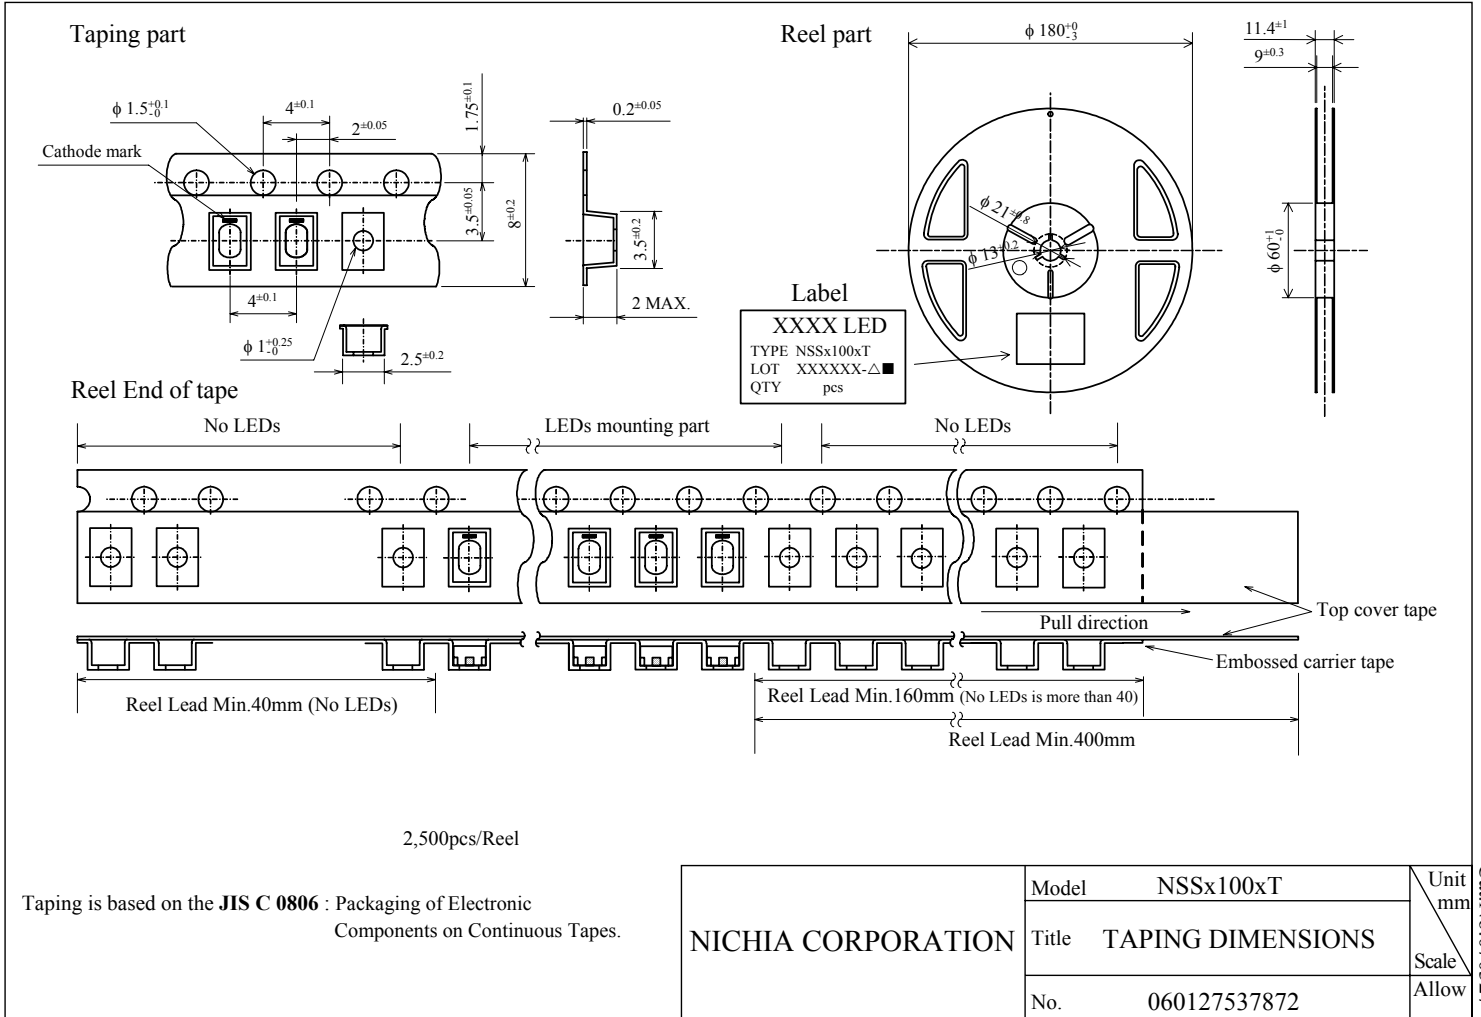 Taping part
Reel part
φ 180+0-3
11.4±1
9±0.3
φ 1.5+0.1-0
4±0.1
2±0.05
1.75±0.1
0.2±0.05
Cathode mark
3.5±0.05
8±0.2
3.5±0.2
φ 21±0.8
φ 13±0.2
φ 60+1-0
4±0.1
2 MAX.
φ 1+0.25-0
2.5±0.2
Label
XXXX LED
TYPE NSSx100xT
LOT XXXXXX-△■
QTY pcs
Reel End of tape
No LEDs
LEDs mounting part
No LEDs
Pull direction
Top cover tape
Embossed carrier tape
Reel Lead Min.40mm (No LEDs)
Reel Lead Min.160mm (No LEDs is more than 40)
Reel Lead Min.400mm
2,500pcs/Reel
Taping is based on the JIS C 0806 : Packaging of Electronic
Components on Continuous Tapes.
NICHIA CORPORATION
Model NSSx100xT
Title TAPING DIMENSIONS
No. 060127537872
Unit
mm
Scale
Allow